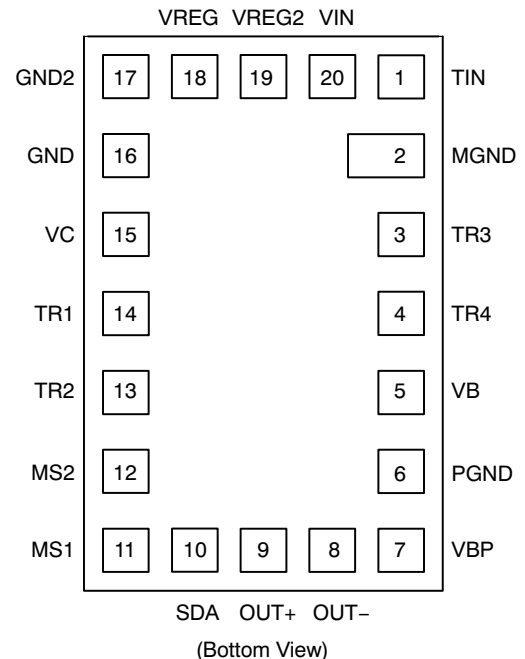 VREG VREG2 VIN
GND2 17 18 19 20 1 TIN
GND 16 2 MGND
VC 15 3 TR3
TR1 14 4 TR4
TR2 13 5 VB
MS2 12 6 PGND
MS1 11 10 9 8 7 VBP
SDA OUT+ OUT−
(Bottom View)